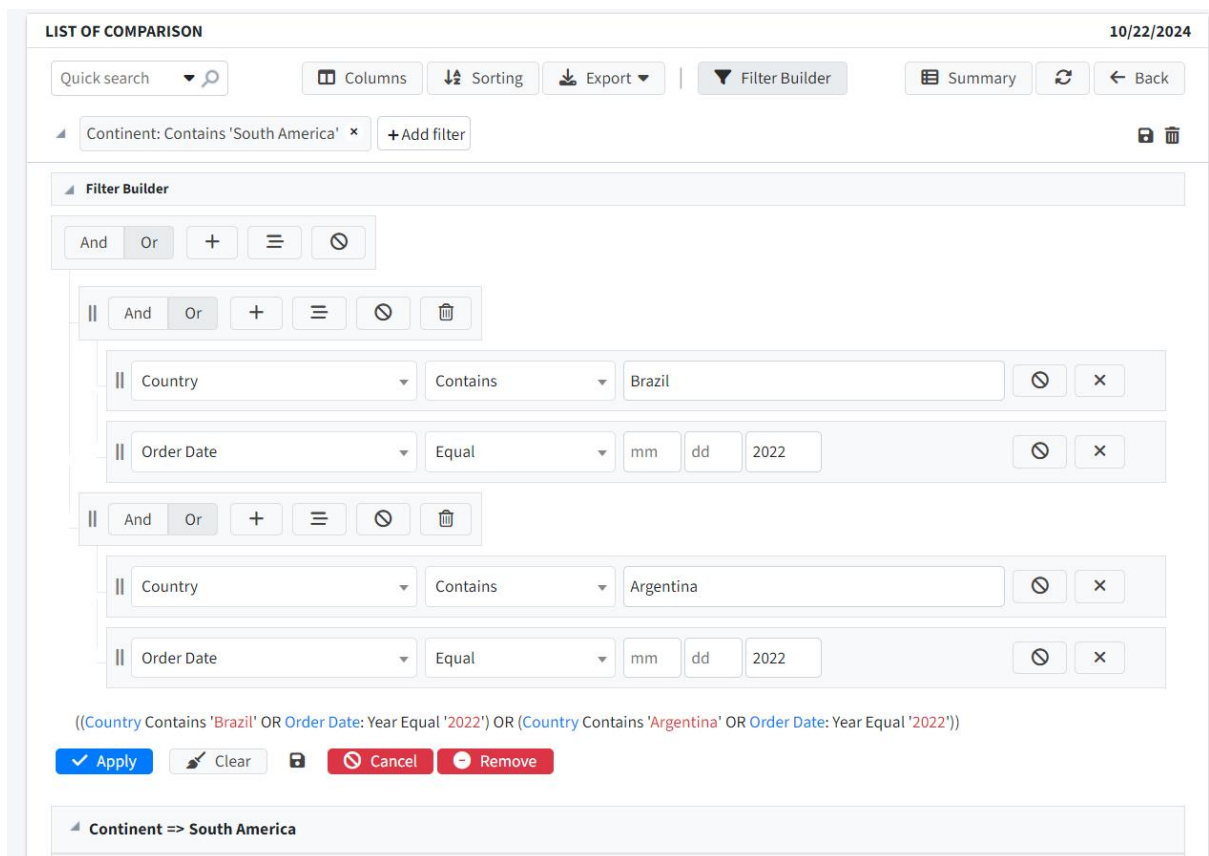 LIST OF COMPARISON 10/22/2024
Quick search Columns Sorting Export Filter Builder Summary Back
Continent: Contains 'South America' × +Add filter
Filter Builder
And Or
And Or
Country Contains Brazil
Order Date Equal mm dd 2022
And Or
Country Contains Argentina
Order Date Equal mm dd 2022
((Country Contains 'Brazil' OR Order Date: Year Equal '2022') OR (Country Contains 'Argentina' OR Order Date: Year Equal '2022'))
Apply Clear Cancel Remove
Continent => South America